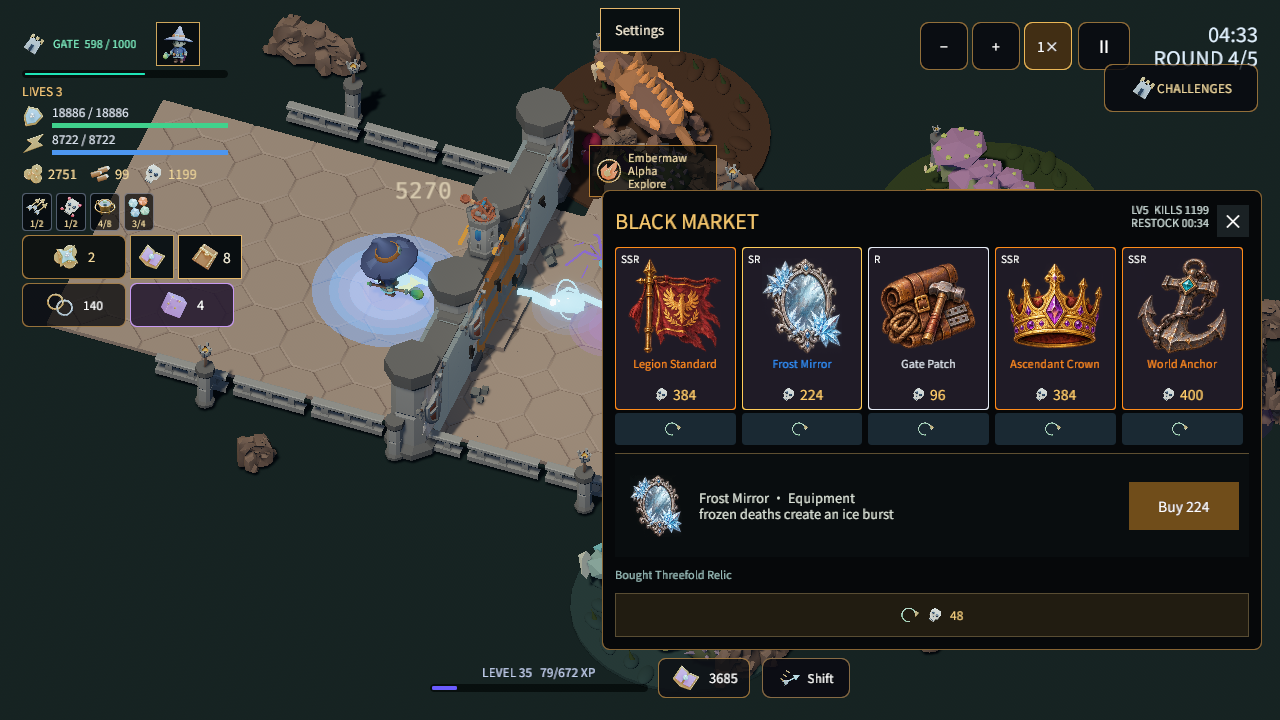 Settings
GATE 598 / 1000
LIVES 3
18886 / 18886
8722 / 8722
2751 99 1199
1/2 1/2 4/8 3/4
2 8
140 4
− + 1× II
04:33
ROUND 4/5
CHALLENGES
5270
Embermaw
Alpha
Explore
BLACK MARKET
LV5 KILLS 1199
RESTOCK 00:34
SSR SR R SSR SSR
Legion Standard Frost Mirror Gate Patch Ascendant Crown World Anchor
384 224 96 384 400
Frost Mirror • Equipment
frozen deaths create an ice burst
Buy 224
Bought Threefold Relic
48
LEVEL 35 79/672 XP
3685 Shift